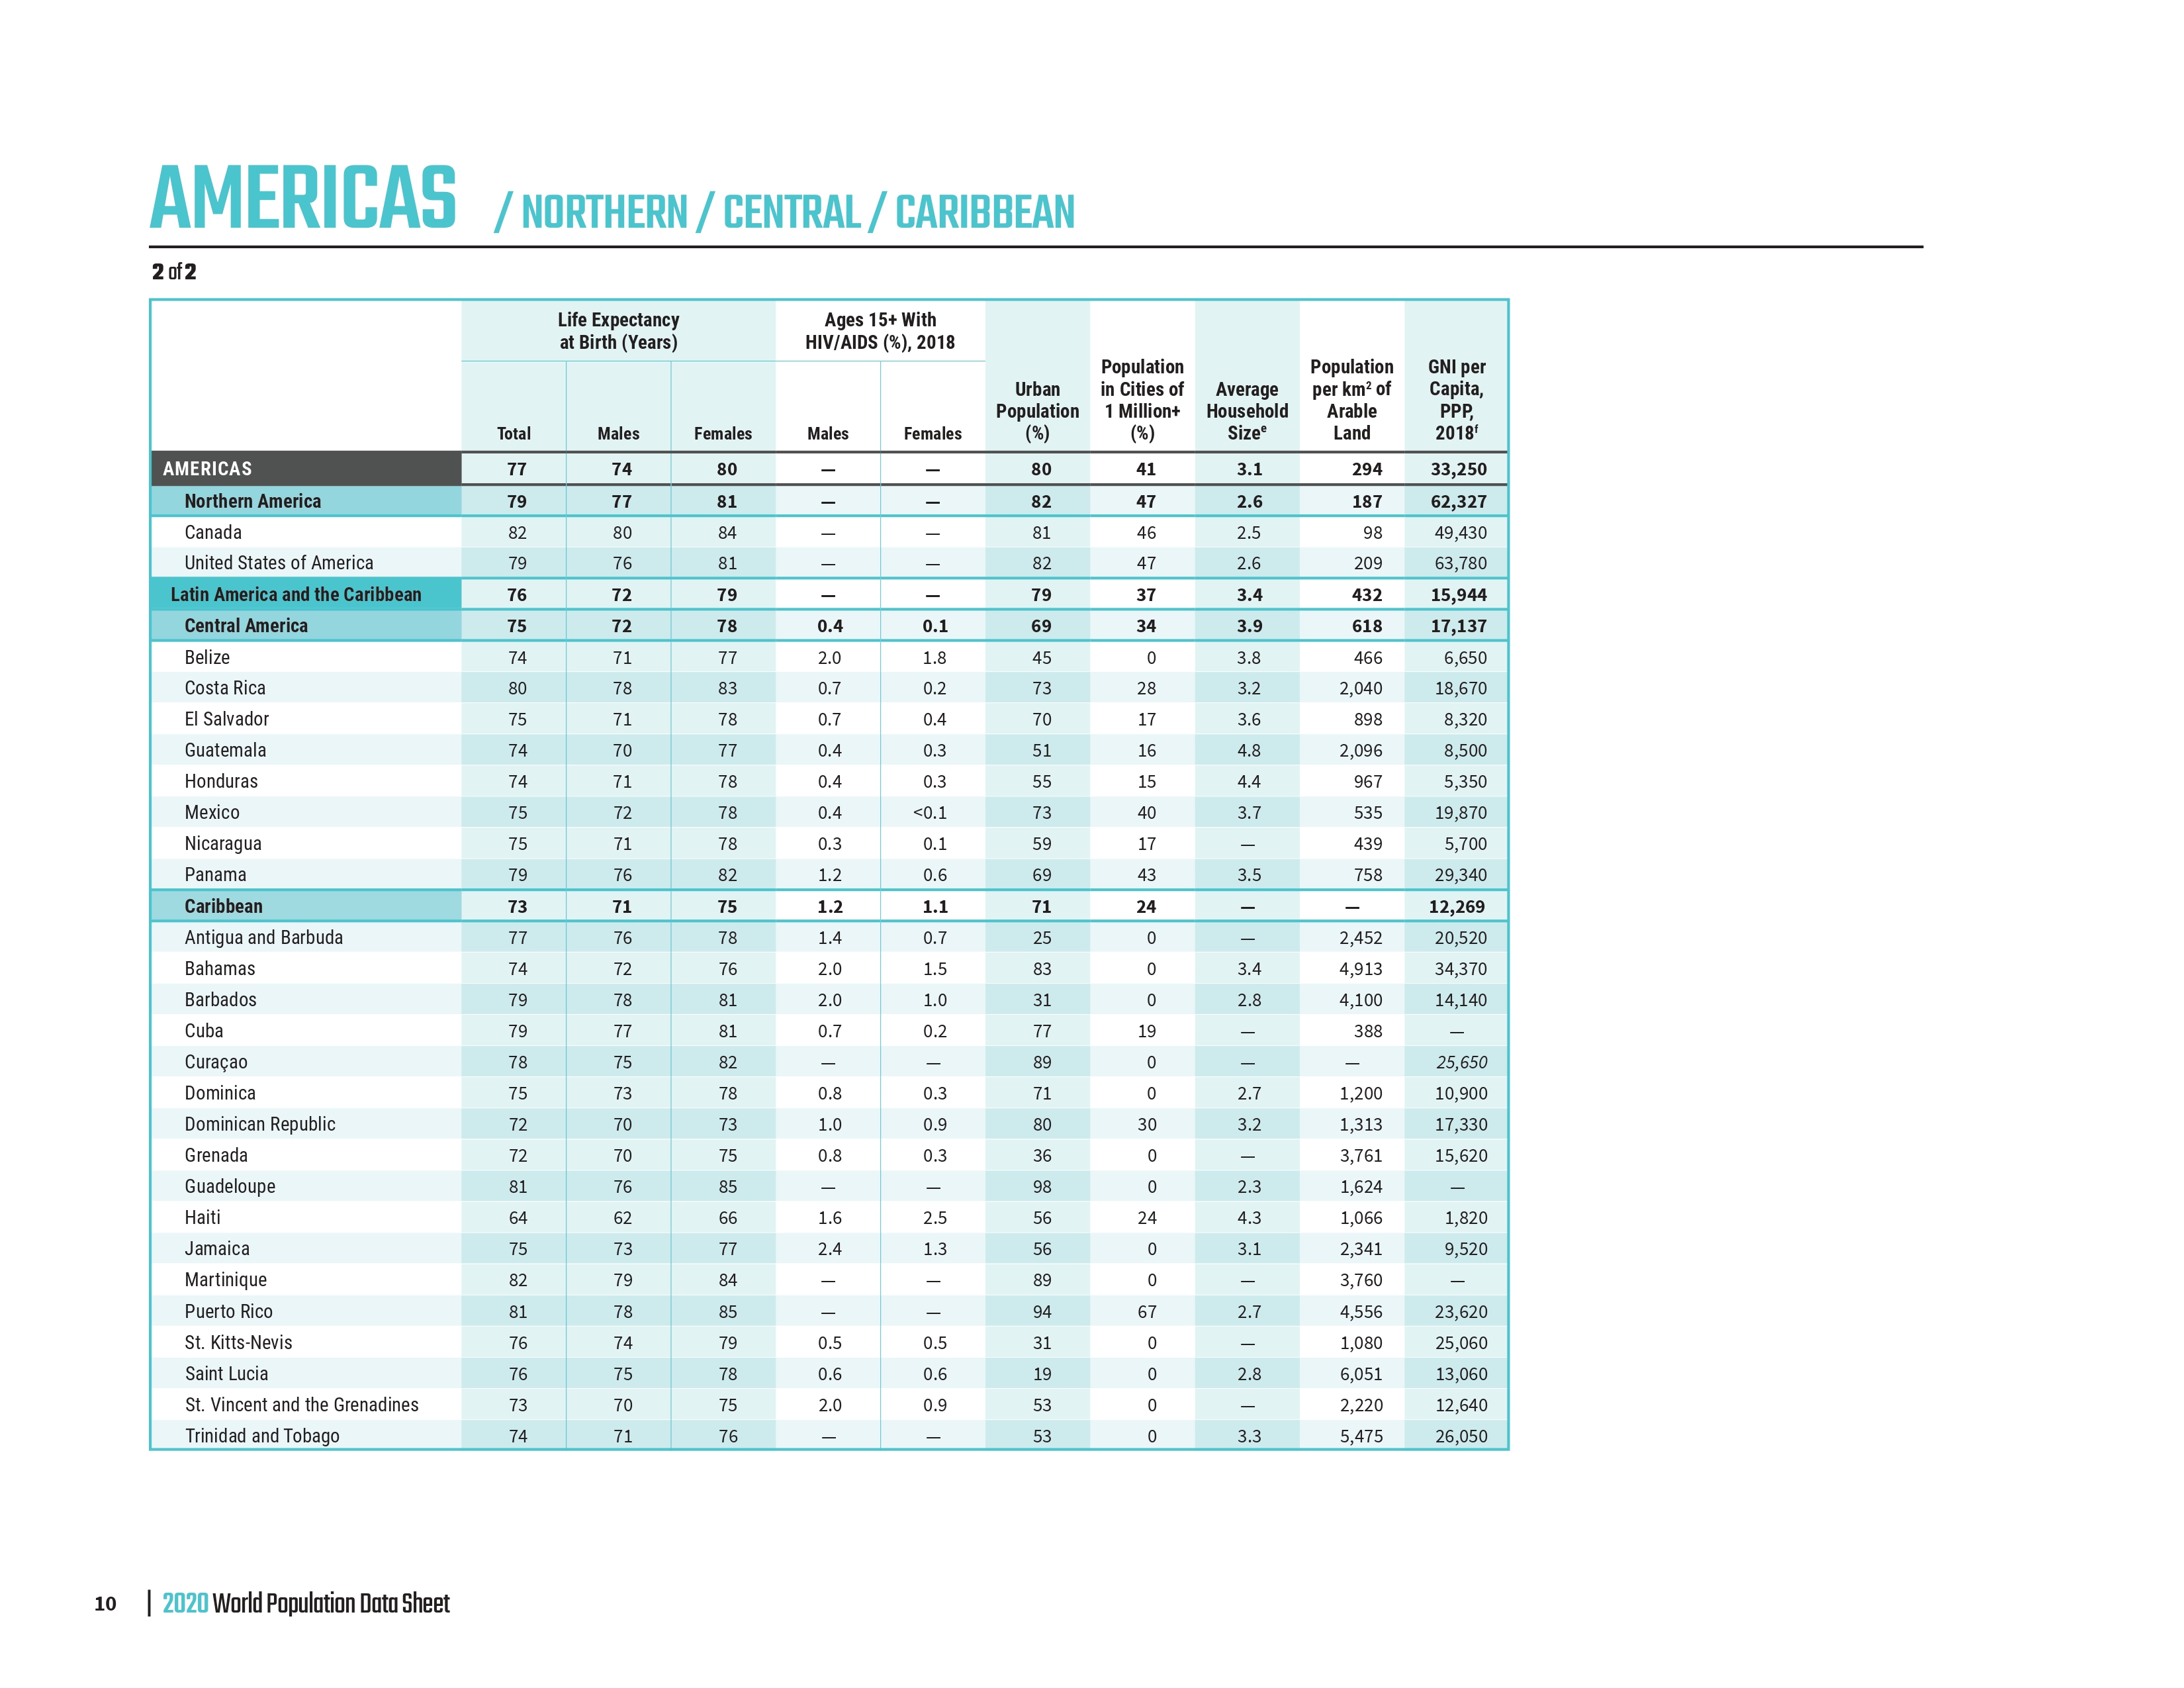 AMERICAS / NORTHERN / CENTRAL / CARIBBEAN
2 of 2
Life Expectancy at Birth (Years) Ages 15+ With HIV/AIDS (%), 2018
Total Males Females Males Females Urban Population (%) Population in Cities of 1 Million+ (%) Average Household Sizeᵉ Population per km² of Arable Land GNI per Capita, PPP, 2018ᶠ
AMERICAS 77 74 80 — — 80 41 3.1 294 33,250
Northern America 79 77 81 — — 82 47 2.6 187 62,327
Canada 82 80 84 — — 81 46 2.5 98 49,430
United States of America 79 76 81 — — 82 47 2.6 209 63,780
Latin America and the Caribbean 76 72 79 — — 79 37 3.4 432 15,944
Central America 75 72 78 0.4 0.1 69 34 3.9 618 17,137
Belize 74 71 77 2.0 1.8 45 0 3.8 466 6,650
Costa Rica 80 78 83 0.7 0.2 73 28 3.2 2,040 18,670
El Salvador 75 71 78 0.7 0.4 70 17 3.6 898 8,320
Guatemala 74 70 77 0.4 0.3 51 16 4.8 2,096 8,500
Honduras 74 71 78 0.4 0.3 55 15 4.4 967 5,350
Mexico 75 72 78 0.4 <0.1 73 40 3.7 535 19,870
Nicaragua 75 71 78 0.3 0.1 59 17 — 439 5,700
Panama 79 76 82 1.2 0.6 69 43 3.5 758 29,340
Caribbean 73 71 75 1.2 1.1 71 24 — — 12,269
Antigua and Barbuda 77 76 78 1.4 0.7 25 0 — 2,452 20,520
Bahamas 74 72 76 2.0 1.5 83 0 3.4 4,913 34,370
Barbados 79 78 81 2.0 1.0 31 0 2.8 4,100 14,140
Cuba 79 77 81 0.7 0.2 77 19 — 388 —
Curaçao 78 75 82 — — 89 0 — — 25,650
Dominica 75 73 78 0.8 0.3 71 0 2.7 1,200 10,900
Dominican Republic 72 70 73 1.0 0.9 80 30 3.2 1,313 17,330
Grenada 72 70 75 0.8 0.3 36 0 — 3,761 15,620
Guadeloupe 81 76 85 — — 98 0 2.3 1,624 —
Haiti 64 62 66 1.6 2.5 56 24 4.3 1,066 1,820
Jamaica 75 73 77 2.4 1.3 56 0 3.1 2,341 9,520
Martinique 82 79 84 — — 89 0 — 3,760 —
Puerto Rico 81 78 85 — — 94 67 2.7 4,556 23,620
St. Kitts-Nevis 76 74 79 0.5 0.5 31 0 — 1,080 25,060
Saint Lucia 76 75 78 0.6 0.6 19 0 2.8 6,051 13,060
St. Vincent and the Grenadines 73 70 75 2.0 0.9 53 0 — 2,220 12,640
Trinidad and Tobago 74 71 76 — — 53 0 3.3 5,475 26,050
10 | 2020 World Population Data Sheet